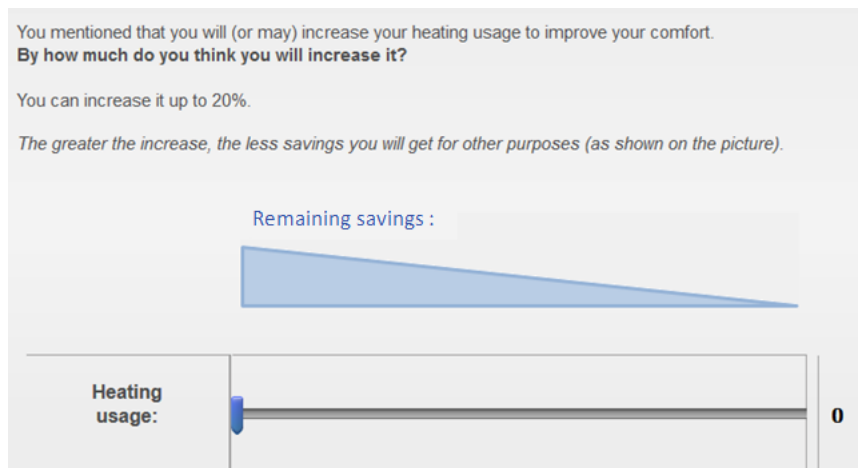 You mentioned that you will (or may) increase your heating usage to improve your comfort.
By how much do you think you will increase it?
You can increase it up to 20%.
The greater the increase, the less savings you will get for other purposes (as shown on the picture).
Remaining savings :
Heating
usage:
0